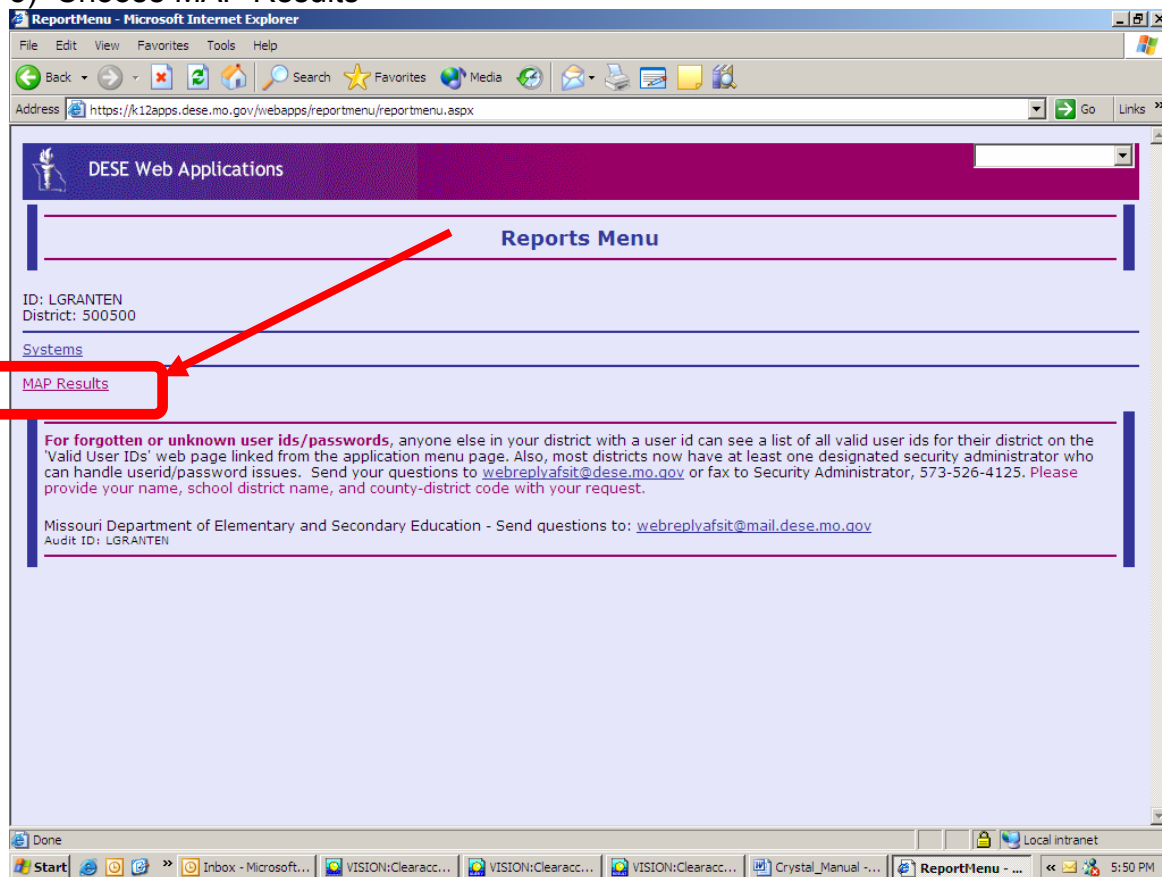 ReportMenu - Microsoft Internet Explorer
File Edit View Favorites Tools Help
Back Search Favorites Media
Address https://k12apps.dese.mo.gov/webapps/reportmenu/reportmenu.aspx Go Links »
DESE Web Applications
Reports Menu
ID: LGRANTEN
District: 500500
Systems
MAP Results
For forgotten or unknown user ids/passwords, anyone else in your district with a user id can see a list of all valid user ids for their district on the
'Valid User IDs' web page linked from the application menu page. Also, most districts now have at least one designated security administrator who
can handle userid/password issues. Send your questions to webreplyafsit@dese.mo.gov or fax to Security Administrator, 573-526-4125. Please
provide your name, school district name, and county-district code with your request.
Missouri Department of Elementary and Secondary Education - Send questions to: webreplyafsit@mail.dese.mo.gov
Audit ID: LGRANTEN
Done Local intranet
Start » Inbox - Microsoft... VISION:Clearacc... VISION:Clearacc... VISION:Clearacc... Crystal_Manual -... ReportMenu - ... « 5:50 PM